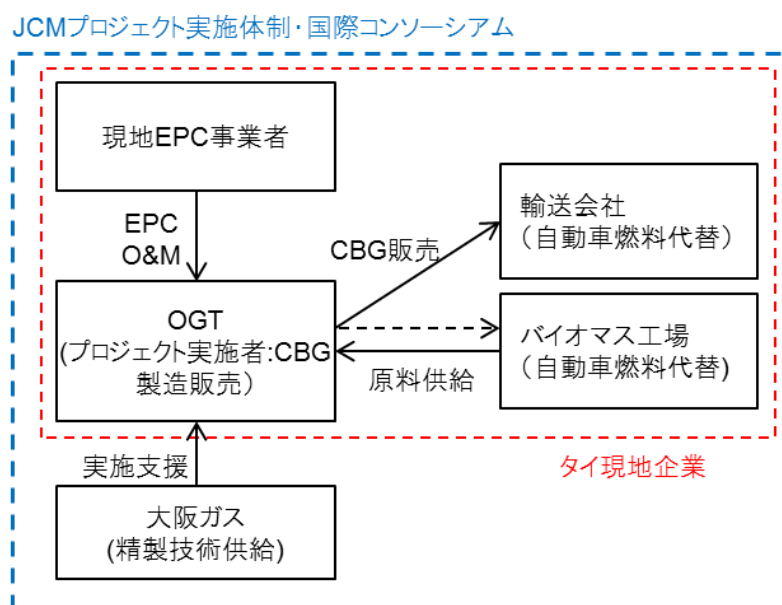 JCMプロジェクト実施体制・国際コンソーシアム
現地EPC事業者
EPC
O&M
CBG販売
輸送会社
（自動車燃料代替）
OGT
(プロジェクト実施者:CBG
製造販売）
原料供給
バイオマス工場
（自動車燃料代替)
実施支援
タイ現地企業
大阪ガス
(精製技術供給)